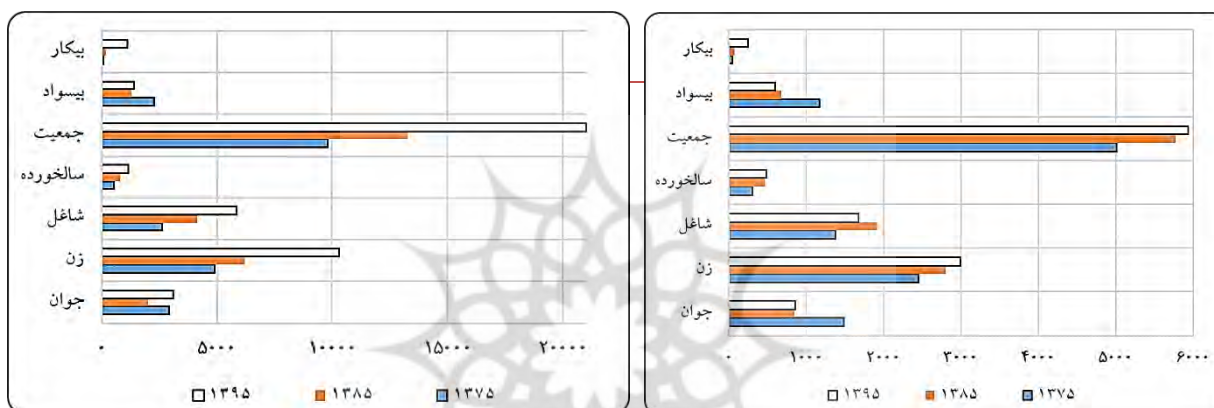 بیکار
بیسواد
جمعیت
سالخورده
شاغل
زن
جوان
۰ ۱۰۰۰ ۲۰۰۰ ۳۰۰۰ ۴۰۰۰ ۵۰۰۰ ۶۰۰۰
۱۳۹۵ ۱۳۸۵ ۱۳۷۵
بیکار
بیسواد
جمعیت
سالخورده
شاغل
زن
جوان
۰ ۵۰۰۰ ۱۰۰۰۰ ۱۵۰۰۰ ۲۰۰۰۰
۱۳۹۵ ۱۳۸۵ ۱۳۷۵